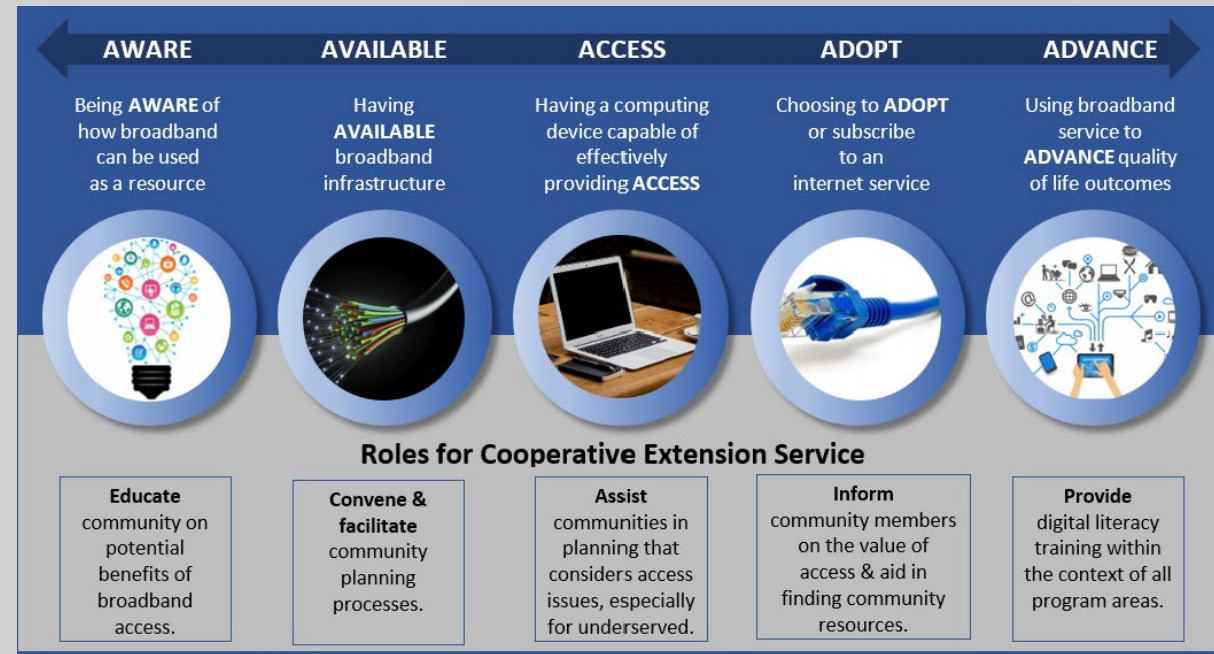 AWARE
AVAILABLE
ACCESS
ADOPT
ADVANCE
Being AWARE of
how broadband
can be used
as a resource
Having
AVAILABLE
broadband
infrastructure
Having a computing
device capable of
effectively
providing ACCESS
Choosing to ADOPT
or subscribe
to an
internet service
Using broadband
service to
ADVANCE quality
of life outcomes
Roles for Cooperative Extension Service
Educate
community on
potential
benefits of
broadband
access.
Convene &
facilitate
community
planning
processes.
Assist
communities in
planning that
considers access
issues, especially
for underserved.
Inform
community members
on the value of
access & aid in
finding community
resources.
Provide
digital literacy
training within
the context of all
program areas.